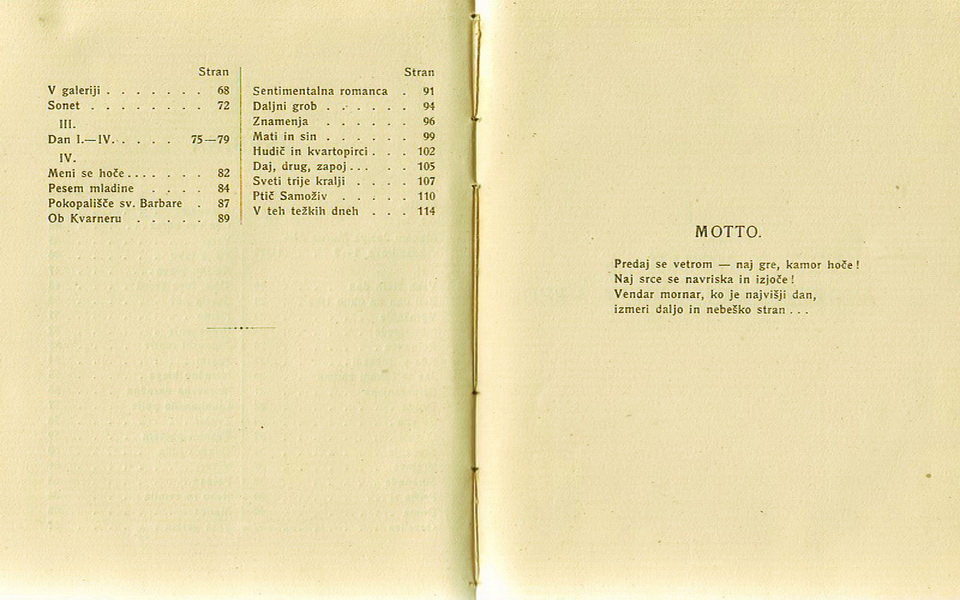 Stran
V galeriji . . . . . . . 68
Sonet . . . . . . . . 72
III.
Dan I.—IV. . . . . 75—79
IV.
Meni se hoče . . . . . . . 82
Pesem mladine . . . . 84
Pokopališče sv. Barbare . 87
Ob Kvarneru . . . . . 89
Stran
Sentimentalna romanca . 91
Daljni grob . . . . . . 94
Znamenja . . . . . . 96
Mati in sin . . . . . . 99
Hudič in kvartopirci . . . 102
Daj, drug, zapoj . . . . . 105
Sveti trije kralji . . . . 107
Ptič Samoživ . . . . . 110
V teh težkih dneh . . . 114
MOTTO.
Predaj se vetrom — naj gre, kamor hoče!
Naj srce se navriska in izjoče!
Vendar mornar, ko je najvišji dan,
izmeri daljo in nebeško stran . . .